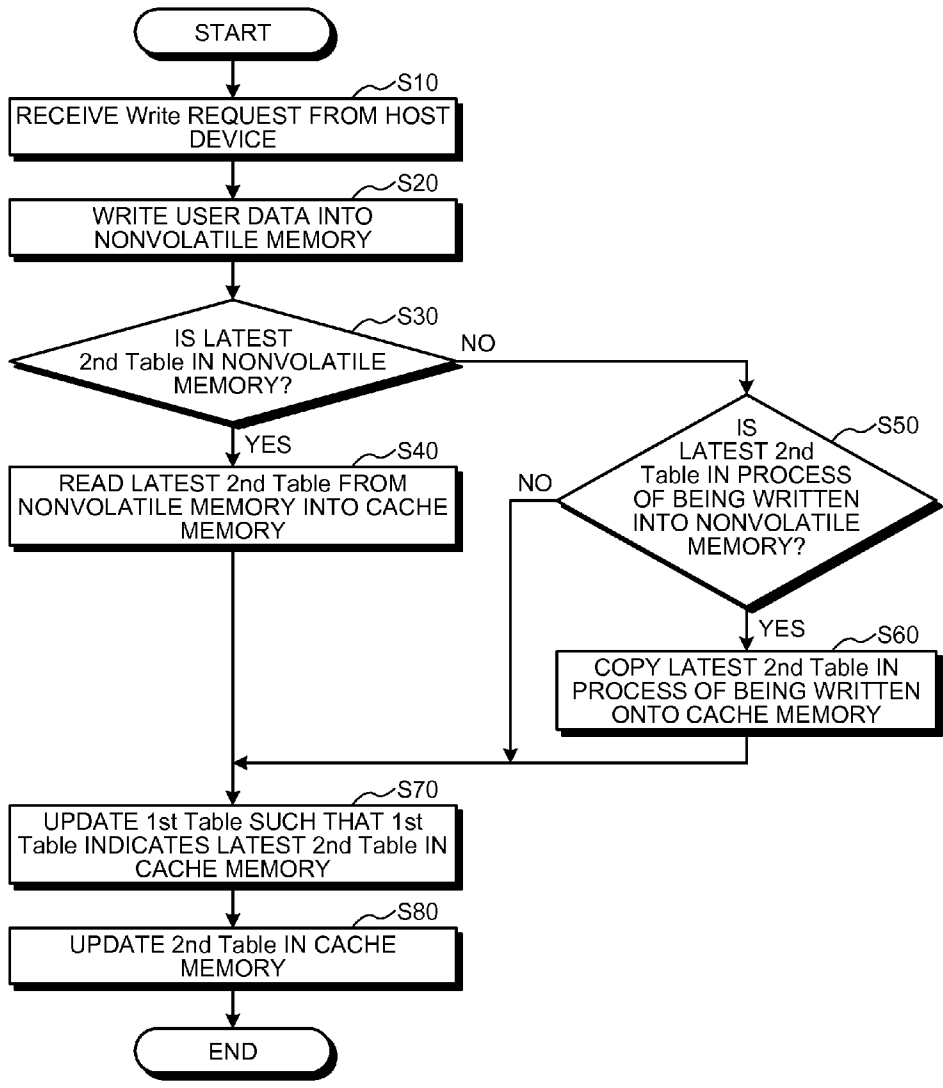 START
S10
RECEIVE Write REQUEST FROM HOST
DEVICE
S20
WRITE USER DATA INTO
NONVOLATILE MEMORY
S30
IS LATEST
2nd Table IN NONVOLATILE
MEMORY?
NO
YES
S40
READ LATEST 2nd Table FROM
NONVOLATILE MEMORY INTO CACHE
MEMORY
S50
IS
LATEST 2nd
Table IN PROCESS
OF BEING WRITTEN
INTO NONVOLATILE
MEMORY?
NO
YES
S60
COPY LATEST 2nd Table IN
PROCESS OF BEING WRITTEN
ONTO CACHE MEMORY
S70
UPDATE 1st Table SUCH THAT 1st
Table INDICATES LATEST 2nd Table IN
CACHE MEMORY
S80
UPDATE 2nd Table IN CACHE
MEMORY
END